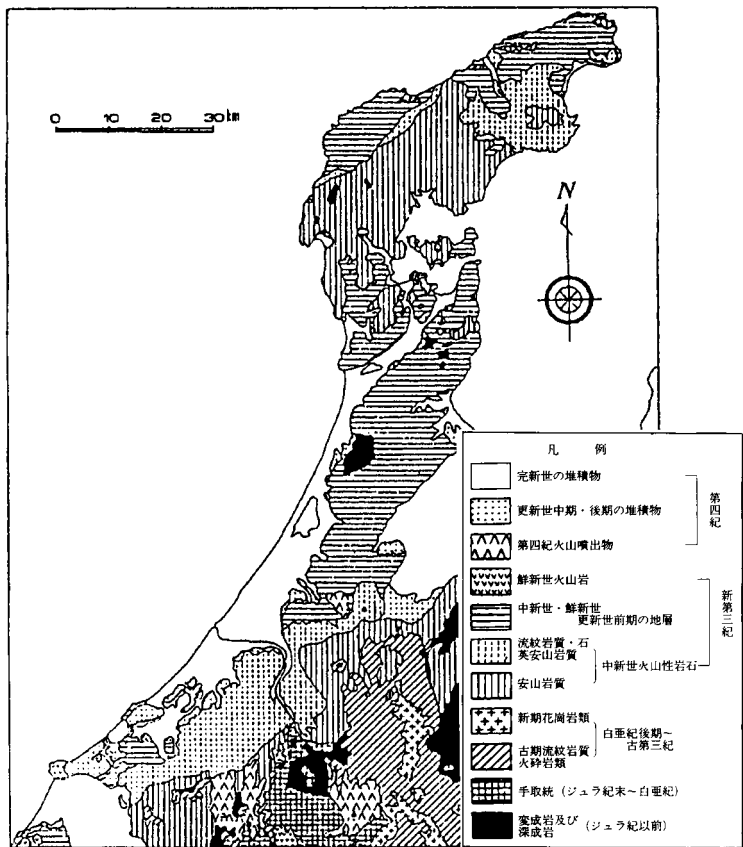 0 10 20 30km
N
凡 例
完新世の堆積物
更新世中期・後期の堆積物
第四紀火山噴出物
第四紀
鮮新世火山岩
中新世・鮮新世
更新世前期の地層
流紋岩質・石
英安山岩質
安山岩質
中新世火山性岩石
新第三紀
新期花崗岩類
古期流紋岩質
火砕岩類
白亜紀後期~
古第三紀
手取統 (ジュラ紀末~白亜紀)
変成岩及び
深成岩 (ジュラ紀以前)